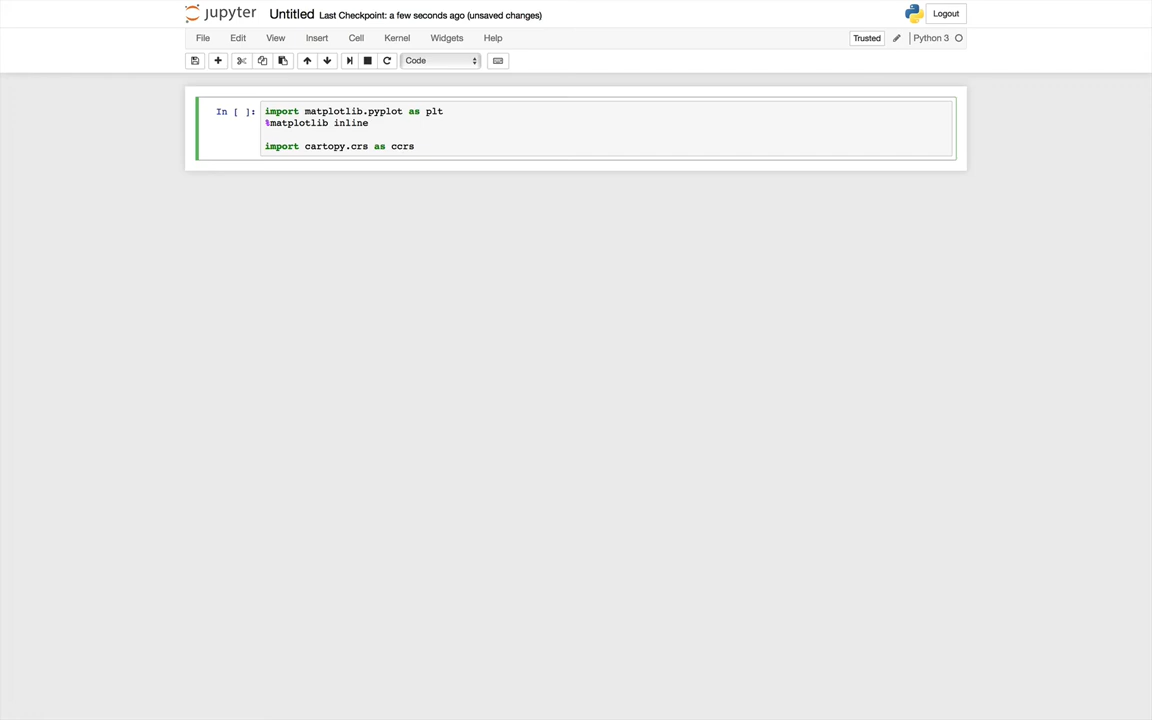 jupyter Untitled Last Checkpoint: a few seconds ago (unsaved changes) Logout
File Edit View Insert Cell Kernel Widgets Help Trusted Python 3
Code
In [ ]: import matplotlib.pyplot as plt
%matplotlib inline
import cartopy.crs as ccrs